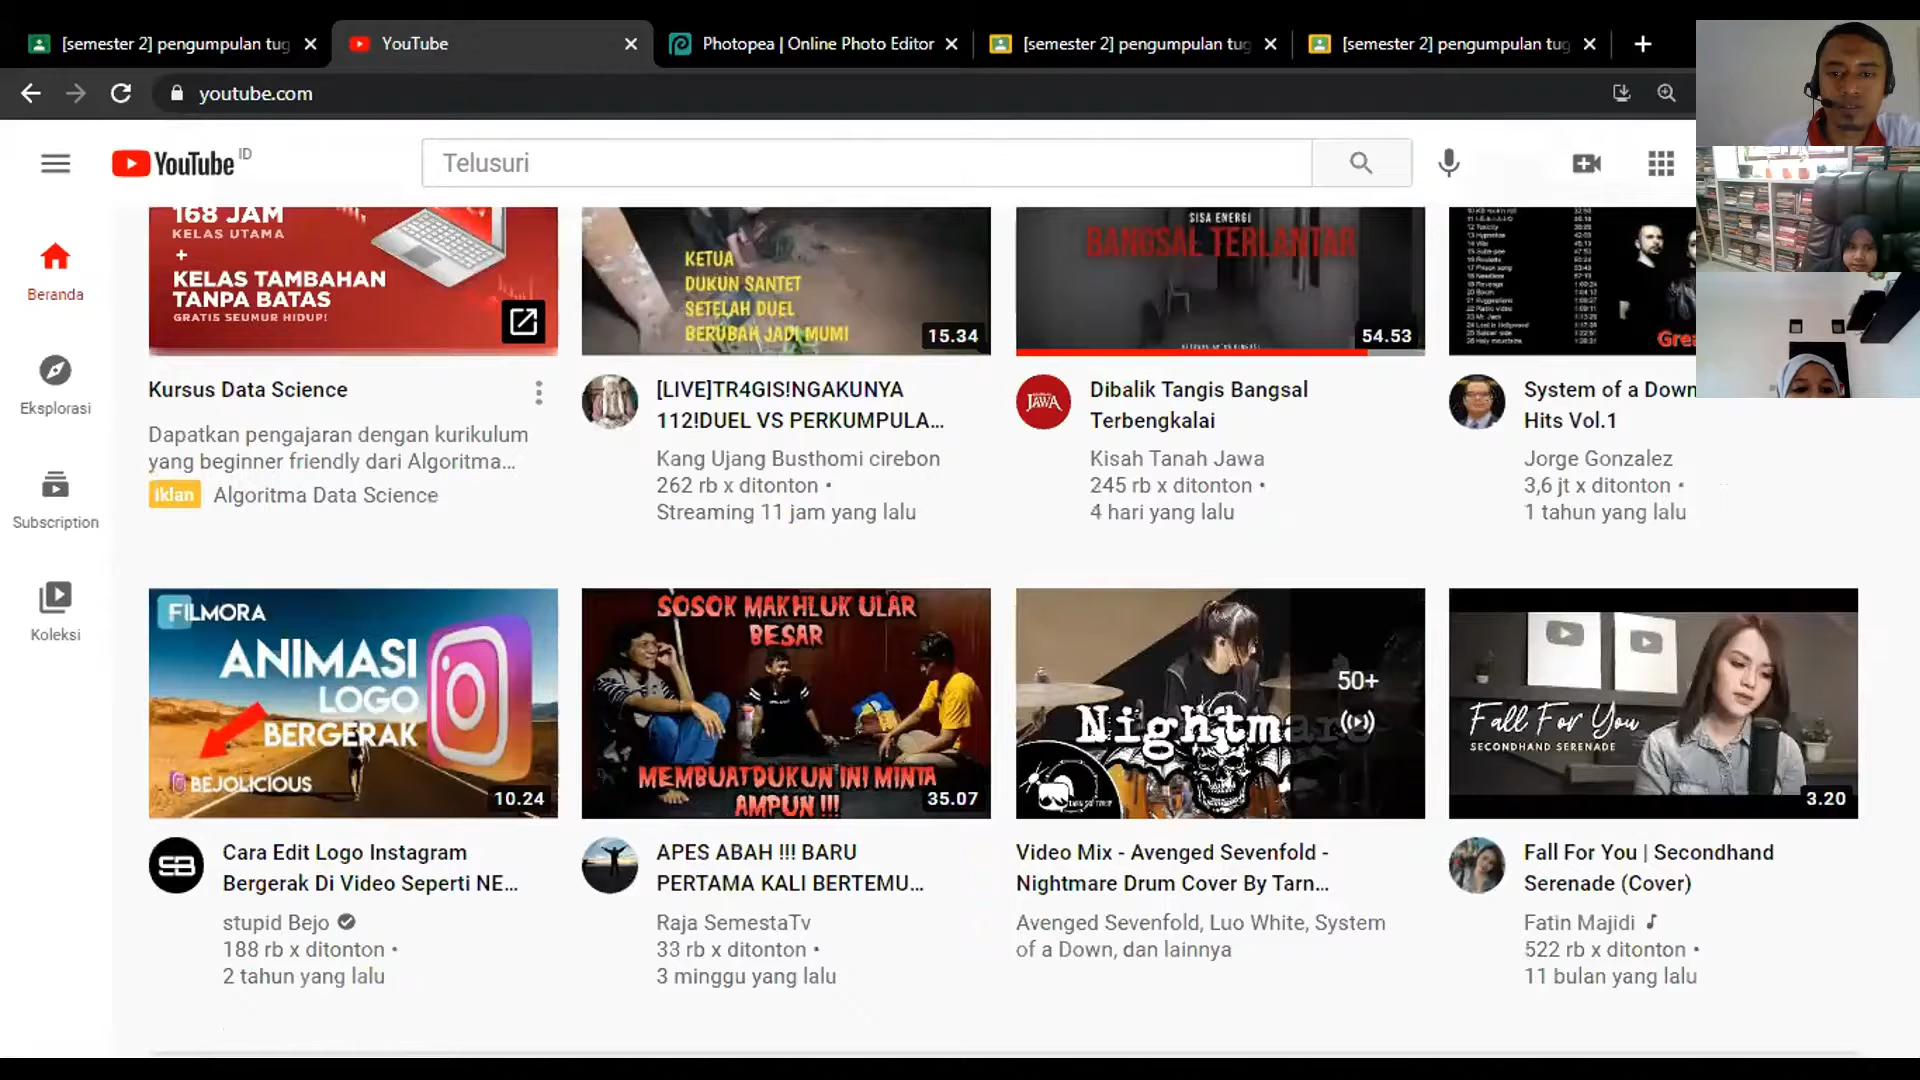 [semester 2] pengumpulan tug
YouTube
Photopea | Online Photo Editor
[semester 2] pengumpulan tug
[semester 2] pengumpulan tug
youtube.com
YouTube ID
Telusuri
Beranda
Eksplorasi
Subscription
Koleksi
168 JAM
KELAS UTAMA
+
KELAS TAMBAHAN
TANPA BATAS
GRATIS SEUMUR HIDUP!
Kursus Data Science
Dapatkan pengajaran dengan kurikulum
yang beginner friendly dari Algoritma...
Iklan Algoritma Data Science
KETUA
DUKUN SANTET
SETELAH DUEL
BERUBAH JADI MUMI
15.34
[LIVE]TR4GIS!NGAKUNYA
112!DUEL VS PERKUMPULA...
Kang Ujang Busthomi cirebon
262 rb x ditonton •
Streaming 11 jam yang lalu
SISA ENERGI
BANGSAL TERLANTAR
54.53
JAWA
Dibalik Tangis Bangsal
Terbengkalai
Kisah Tanah Jawa
245 rb x ditonton •
4 hari yang lalu
Grea
System of a Down
Hits Vol.1
Jorge Gonzalez
3,6 jt x ditonton •
1 tahun yang lalu
FILMORA
ANIMASI
LOGO
BERGERAK
BEJOLICIOUS
10.24
SB
Cara Edit Logo Instagram
Bergerak Di Video Seperti NE...
stupid Bejo
188 rb x ditonton •
2 tahun yang lalu
SOSOK MAKHLUK ULAR
BESAR
MEMBUATDUKUN INI MINTA
AMPUN !!!
35.07
APES ABAH !!! BARU
PERTAMA KALI BERTEMU...
Raja SemestaTv
33 rb x ditonton •
3 minggu yang lalu
Nightmare
50+
Video Mix - Avenged Sevenfold -
Nightmare Drum Cover By Tarn...
Avenged Sevenfold, Luo White, System
of a Down, dan lainnya
Fall For You
SECONDHAND SERENADE
3.20
Fall For You | Secondhand
Serenade (Cover)
Fatin Majidi
522 rb x ditonton •
11 bulan yang lalu